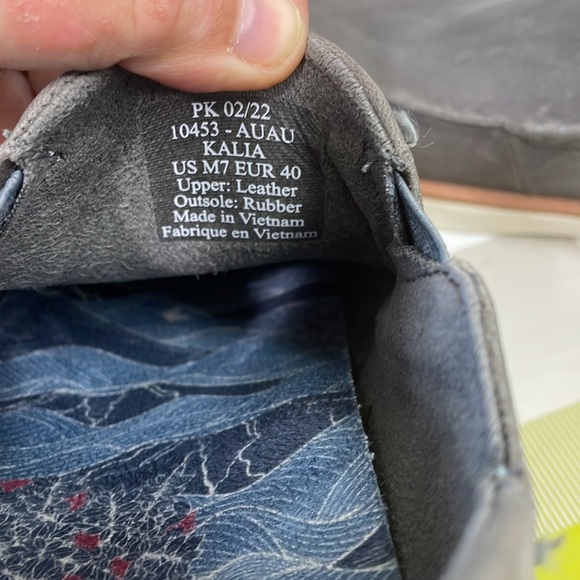 PK 02/22
10453 - AUAU
KALIA
US M7 EUR 40
Upper: Leather
Outsole: Rubber
Made in Vietnam
Fabrique en Vietnam